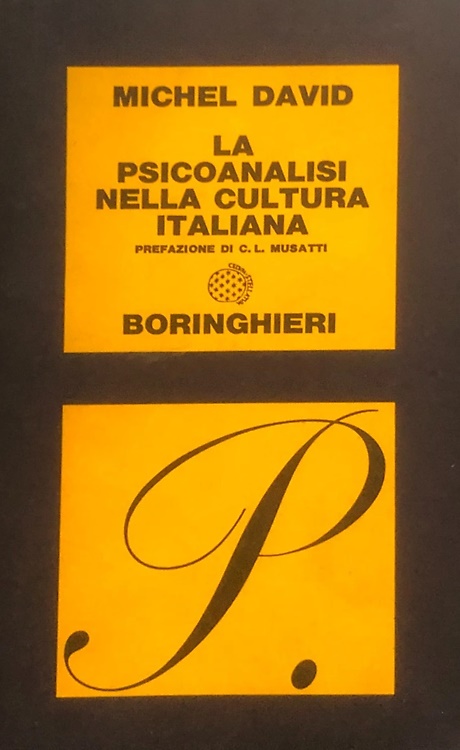 MICHEL DAVID
LA
PSICOANALISI
NELLA CULTURA
ITALIANA
PREFAZIONE DI C. L. MUSATTI
BORINGHIERI
P.